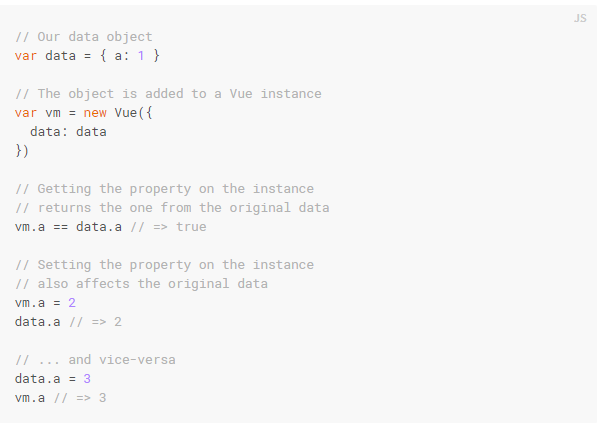 JS
// Our data object
var data = { a: 1 }
// The object is added to a Vue instance
var vm = new Vue({
  data: data
})
// Getting the property on the instance
// returns the one from the original data
vm.a == data.a // => true
// Setting the property on the instance
// also affects the original data
vm.a = 2
data.a // => 2
// ... and vice-versa
data.a = 3
vm.a // => 3